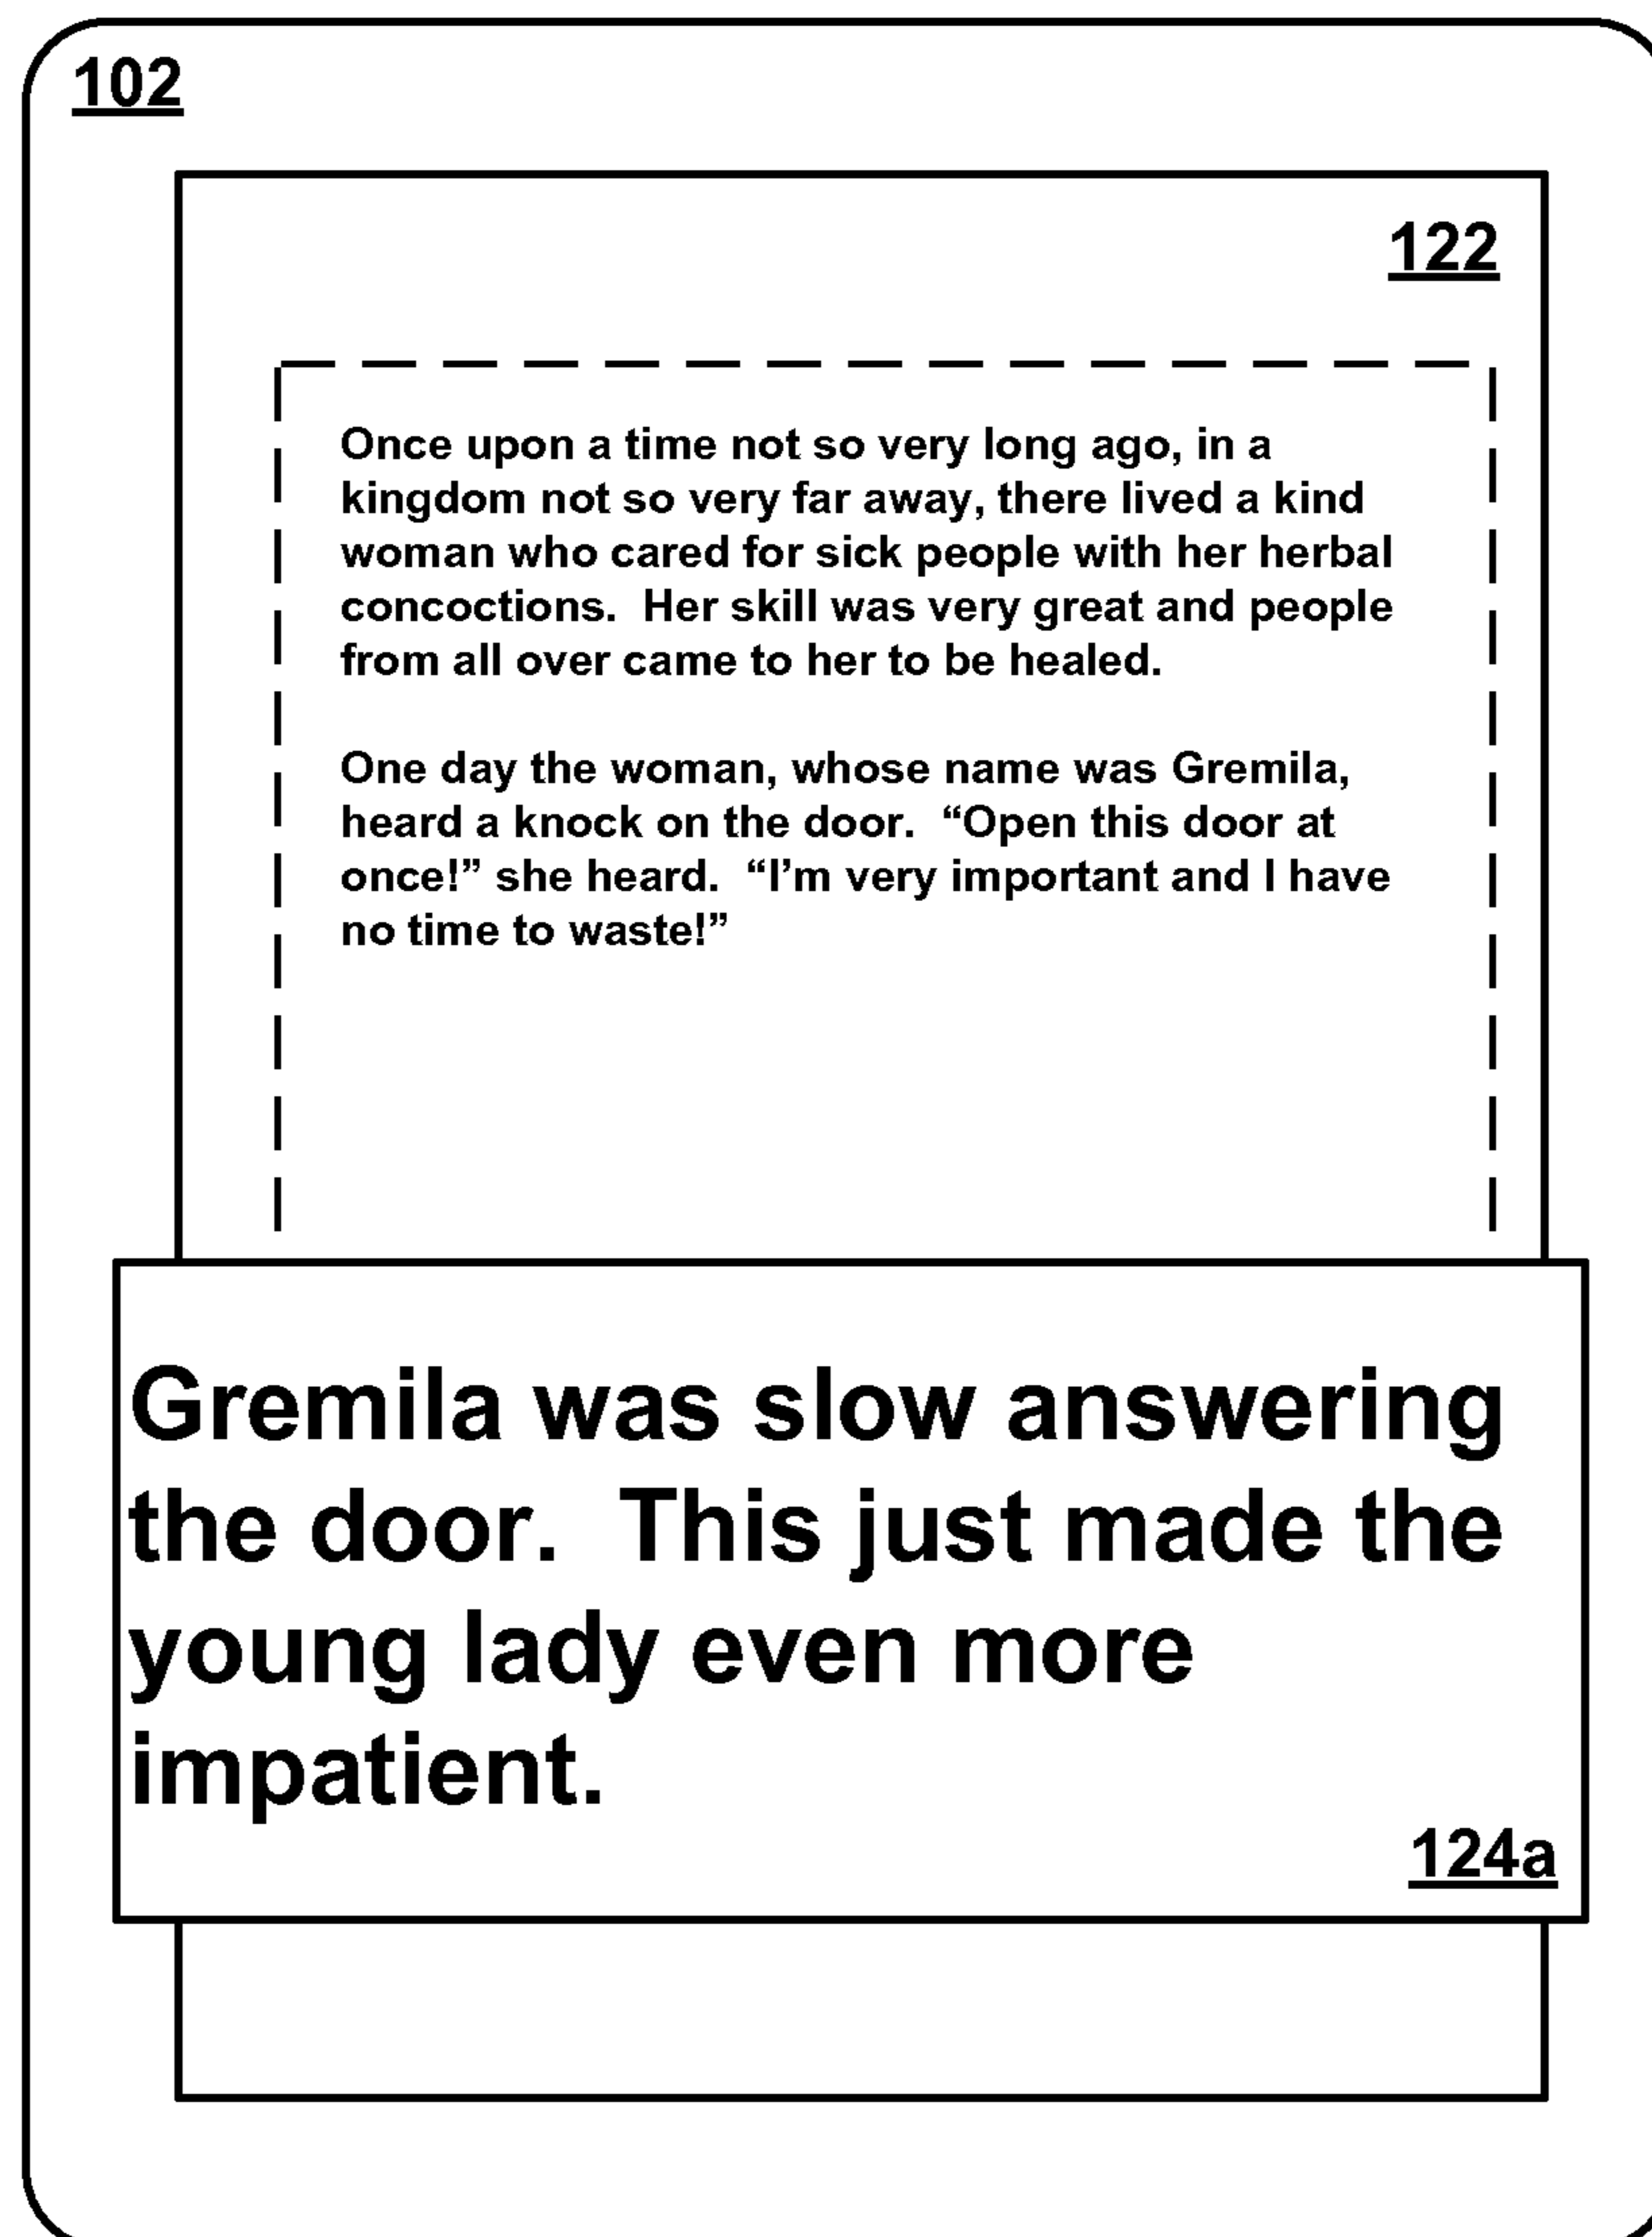 102
122
Once upon a time not so very long ago, in a
kingdom not so very far away, there lived a kind
woman who cared for sick people with her herbal
concoctions.  Her skill was very great and people
from all over came to her to be healed.
One day the woman, whose name was Gremila,
heard a knock on the door.  “Open this door at
once!” she heard.  “I’m very important and I have
no time to waste!”
Gremila was slow answering
the door.  This just made the
young lady even more
impatient.
124a